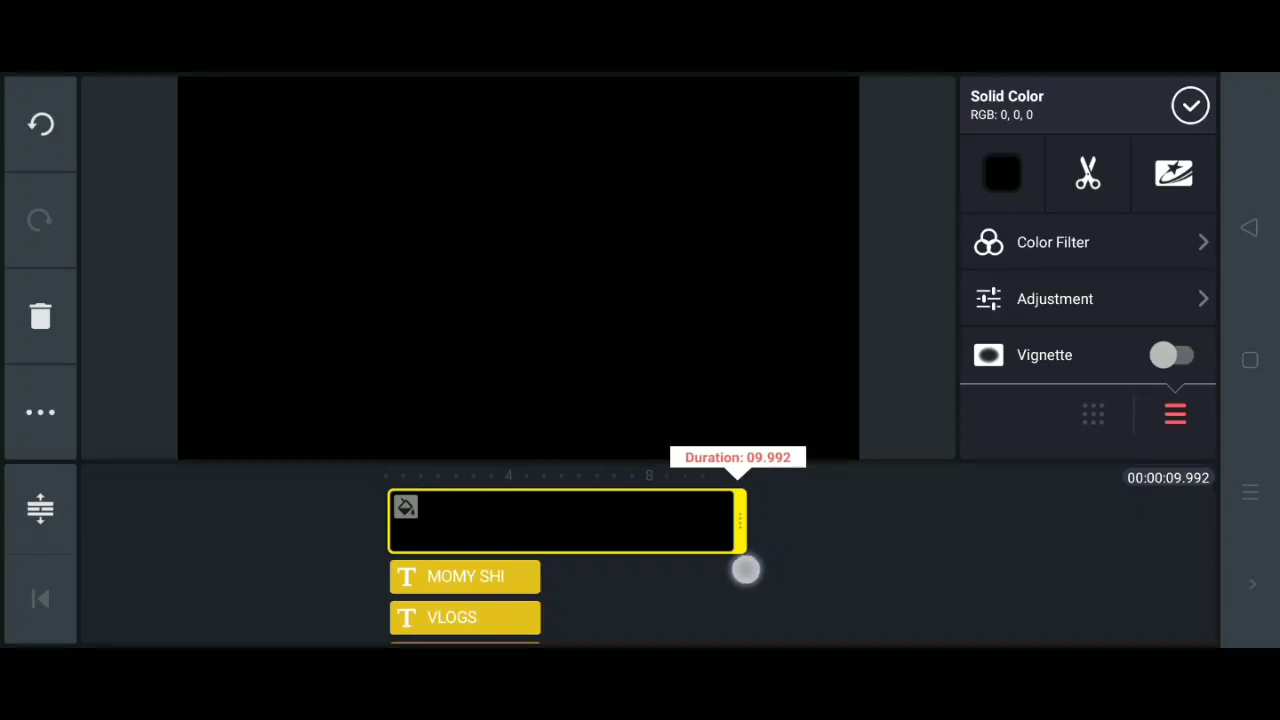 Solid Color
RGB: 0, 0, 0
Color Filter
Adjustment
Vignette
Duration: 09.992
4
8
00:00:09.992
MOMY SHI
VLOGS